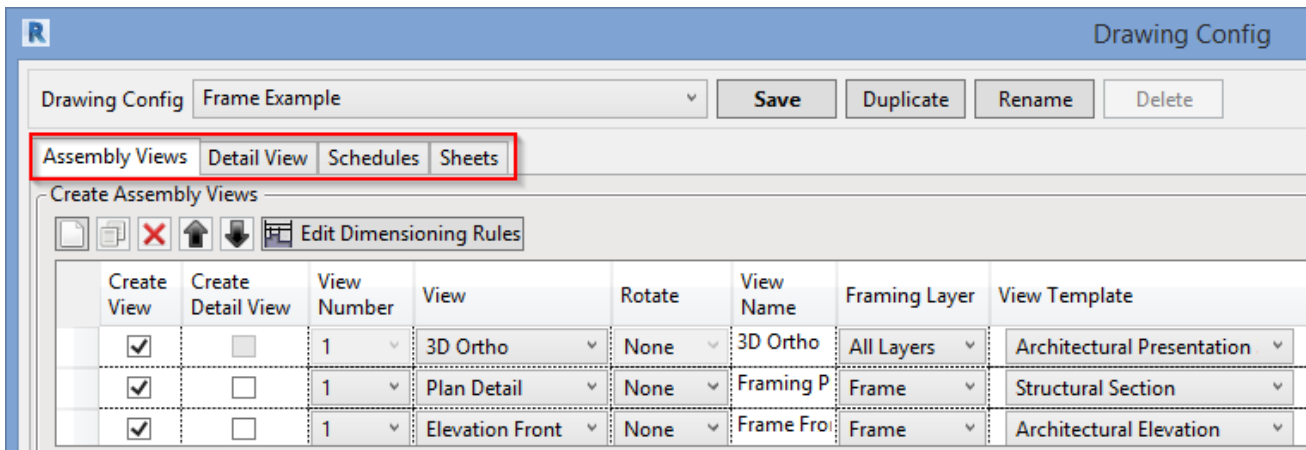 R
Drawing Config
Drawing Config Frame Example Save Duplicate Rename Delete
Assembly Views Detail View Schedules Sheets
Create Assembly Views
Edit Dimensioning Rules
Create View Create Detail View View Number View Rotate View Name Framing Layer View Template
1 3D Ortho None 3D Ortho All Layers Architectural Presentation
1 Plan Detail None Framing P Frame Structural Section
1 Elevation Front None Frame Fro Frame Architectural Elevation